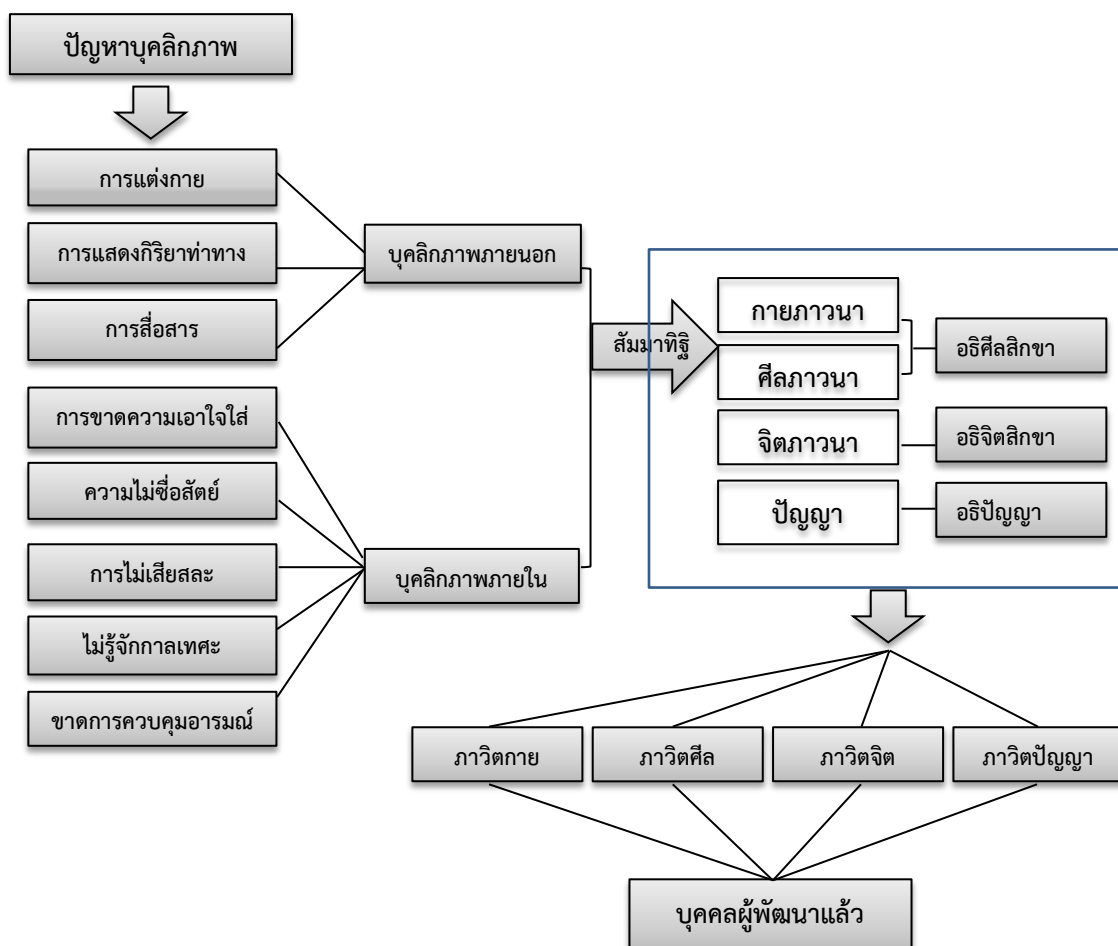 ปัญหาบุคลิกภาพ
การแต่งกาย
การแสดงกิริยาท่าทาง
การสื่อสาร
บุคลิกภาพภายนอก
การขาดความเอาใจใส่
ความไม่ซื่อสัตย์
การไม่เสียสละ
ไม่รู้จักกาลเทศะ
ขาดการควบคุมอารมณ์
บุคลิกภาพภายใน
สัมมาทิฐิ
กายภาวนา
ศีลภาวนา
อธิศีลสิกขา
จิตภาวนา
อธิจิตสิกขา
ปัญญา
อธิปัญญา
ภาวิตกาย
ภาวิตศีล
ภาวิตจิต
ภาวิตปัญญา
บุคคลผู้พัฒนาแล้ว